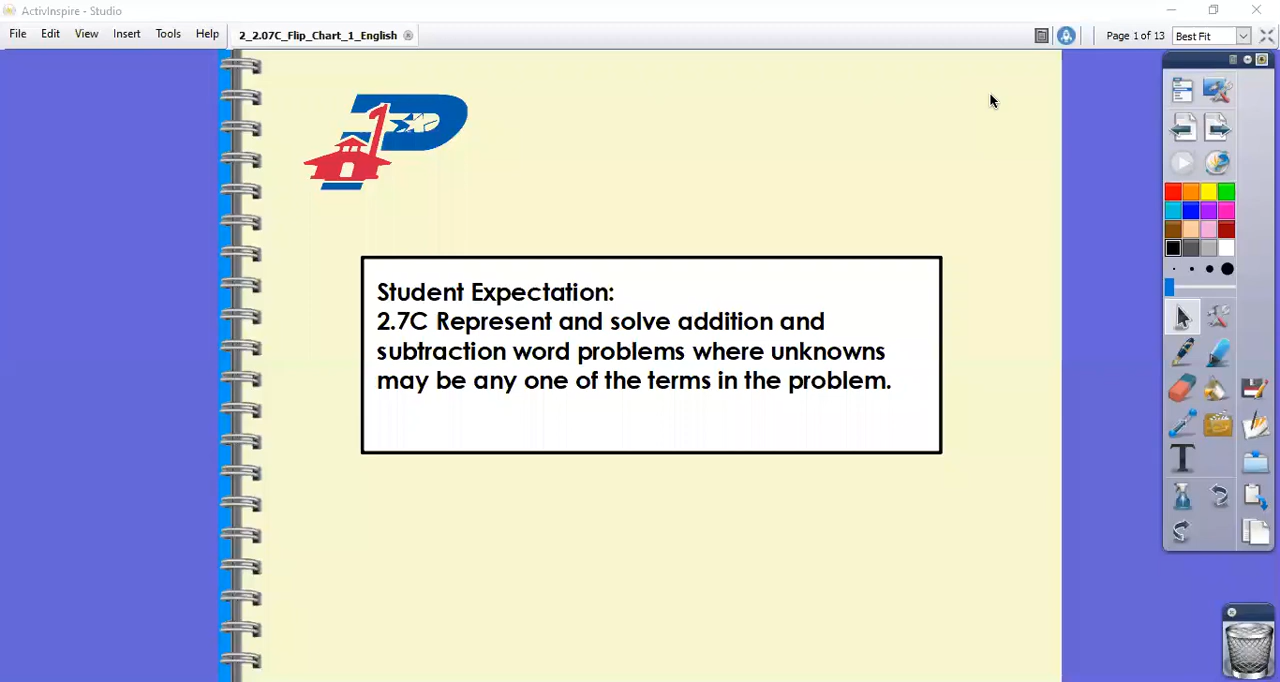 ActivInspire - Studio
File Edit View Insert Tools Help 2_2.07C_Flip_Chart_1_English Page 1 of 13 Best Fit
1
Student Expectation:
2.7C Represent and solve addition and
subtraction word problems where unknowns
may be any one of the terms in the problem.
T